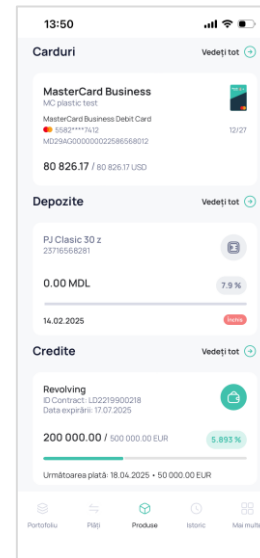 13:50
Carduri
Vedeți tot
MasterCard Business
MC plastic test
MasterCard Business Debit Card
5582****7412
12/27
MD29AG000000022586568012
80 826.17 / 80 826.17 USD
Depozite
Vedeți tot
PJ Clasic 30 z
23716568281
0.00 MDL
7.9 %
14.02.2025
Închis
Credite
Vedeți tot
Revolving
ID Contract: LD2219900218
Data expirării: 17.07.2025
200 000.00 / 500 000.00 EUR
5.893 %
Următoarea plată: 18.04.2025 • 50 000.00 EUR
Portofoliu
Plăți
Produse
Istoric
Mai multe